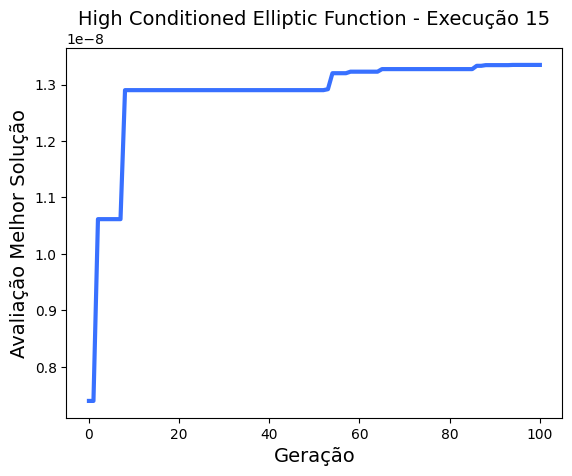 High Conditioned Elliptic Function - Execução 15
1e−8
1.3
1.2
1.1
1.0
0.9
0.8
Avaliação Melhor Solução
0 20 40 60 80 100
Geração